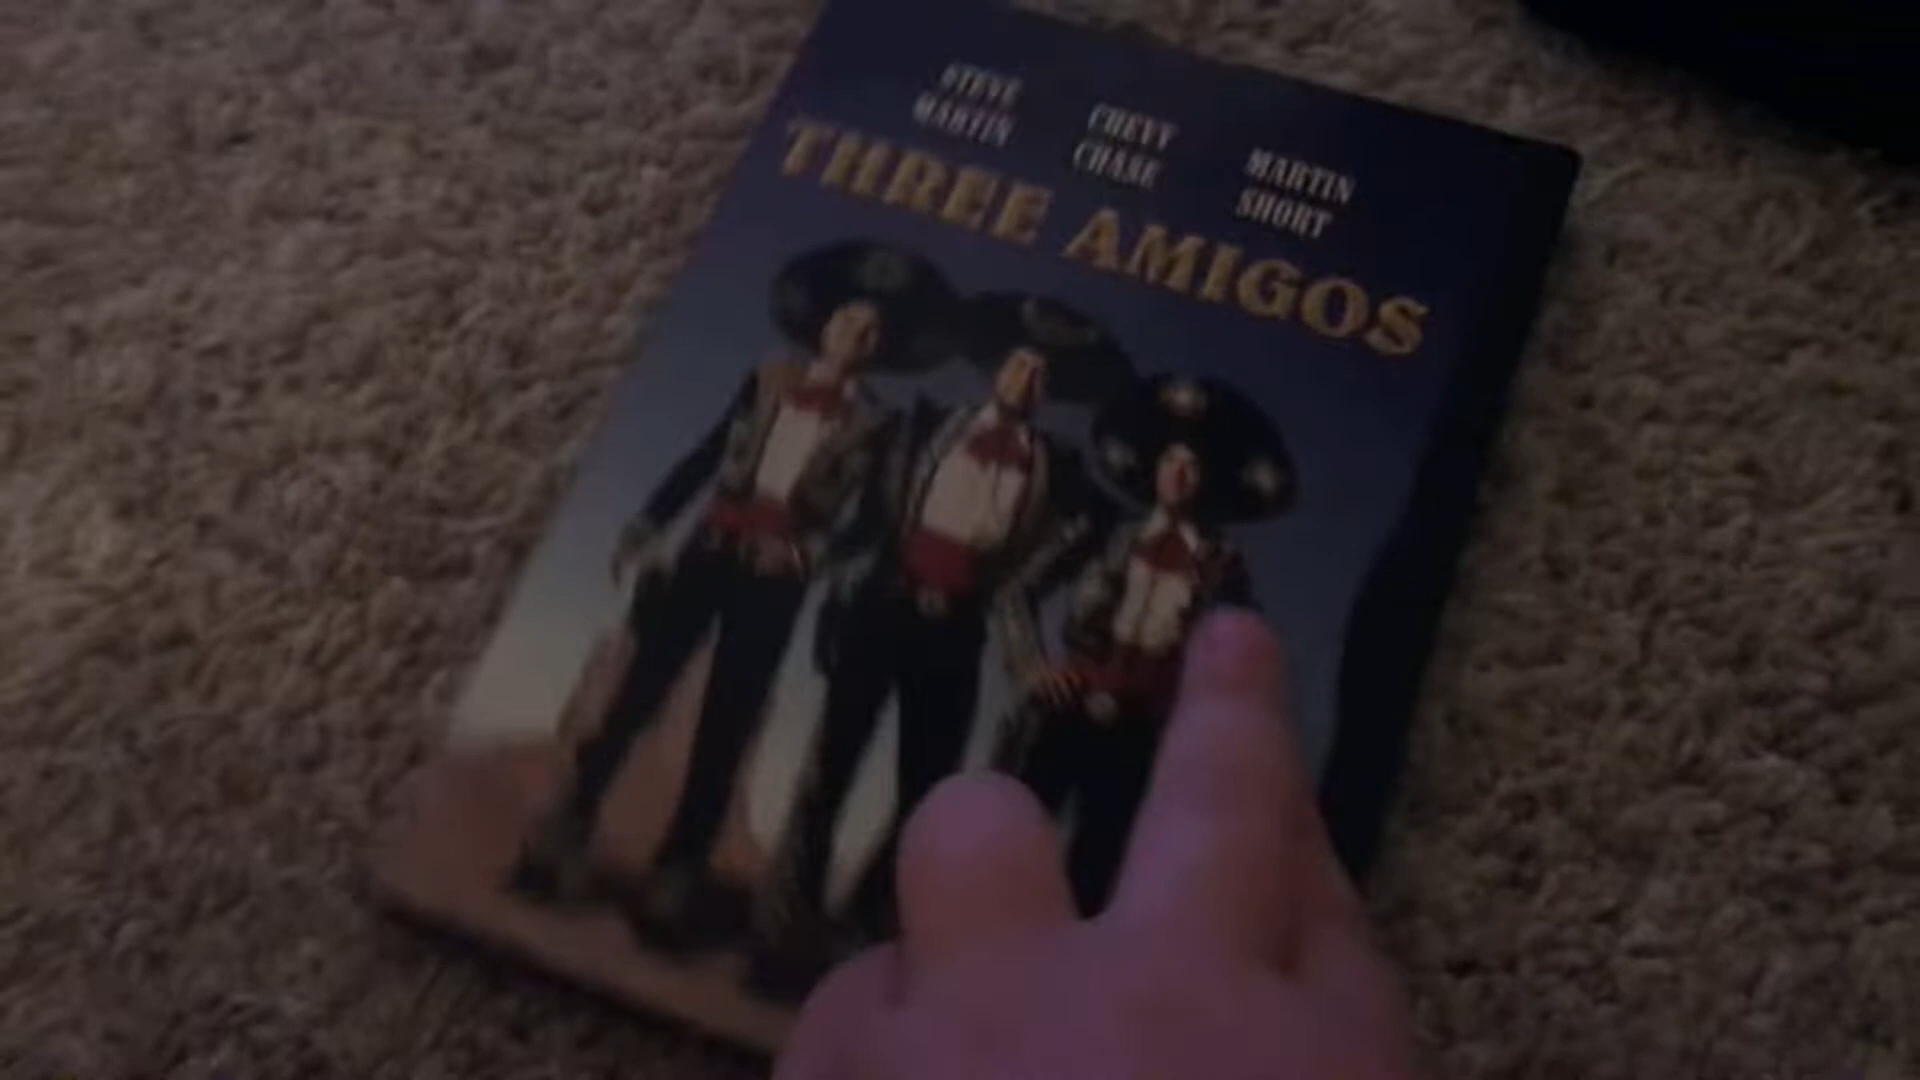 STEVE
MARTIN
CHEVY
CHASE
MARTIN
SHORT
THREE AMIGOS